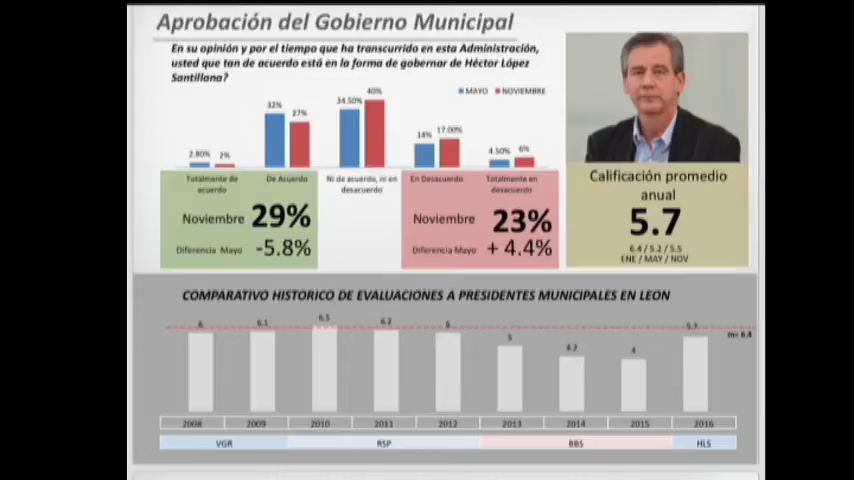 Aprobación del Gobierno Municipal
En su opinión y por el tiempo que ha transcurrido en esta Administración,
usted que tan de acuerdo está en la forma de gobernar de Héctor López
Santillana?
MAYO NOVIEMBRE
2.80% 2% 32% 27% 34.50% 40% 14% 17.00% 4.50% 6%
Totalmente de
acuerdo
De Acuerdo
Ni de acuerdo, ni en
desacuerdo
En Desacuerdo
Totalmente en
desacuerdo
Noviembre 29%
Diferencia Mayo -5.8%
Noviembre 23%
Diferencia Mayo + 4.4%
Calificación promedio
anual
5.7
6.4 / 5.2 / 5.5
ENE / MAY / NOV
COMPARATIVO HISTORICO DE EVALUACIONES A PRESIDENTES MUNICIPALES EN LEON
6 6.1 6.5 6.2 6 5 4.2 4 5.7
m= 6.4
2008 2009 2010 2011 2012 2013 2014 2015 2016
VGR RSP BBS HLS